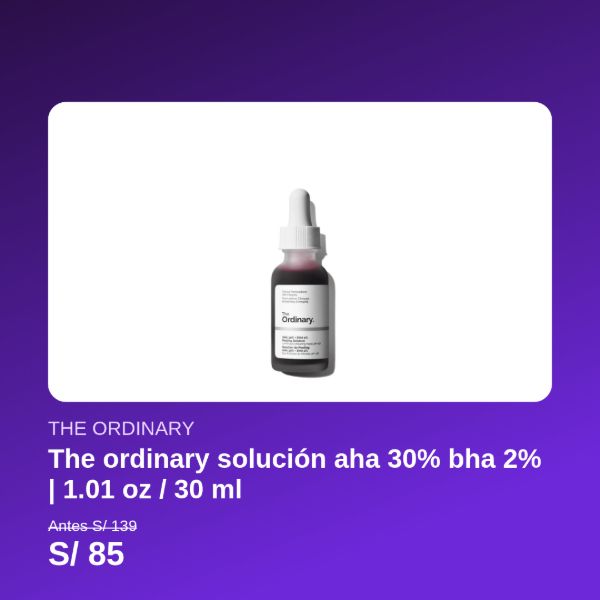 The
Ordinary.
THE ORDINARY
The ordinary solución aha 30% bha 2%
| 1.01 oz / 30 ml
Antes S/ 139
S/ 85